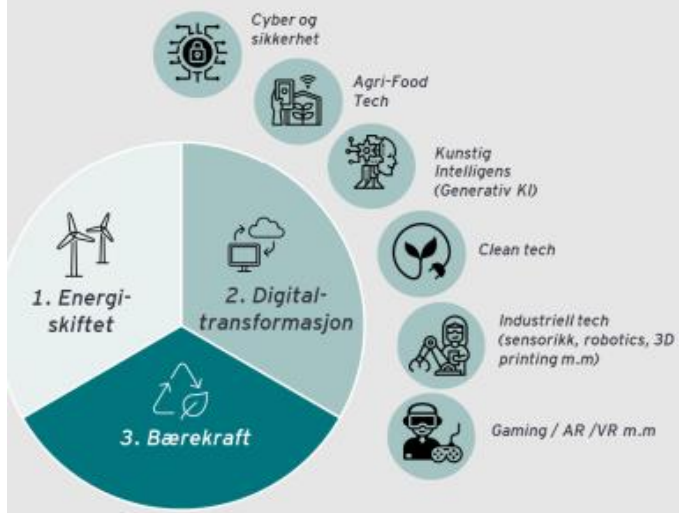 Cyber og
sikkerhet
Agri-Food
Tech
Kunstig
Intelligens
(Generativ KI)
Clean tech
Industriell tech
(sensorikk, robotics, 3D
printing m.m)
Gaming / AR /VR m.m
1. Energi-
skiftet
2. Digital-
transformasjon
3. Bærekraft